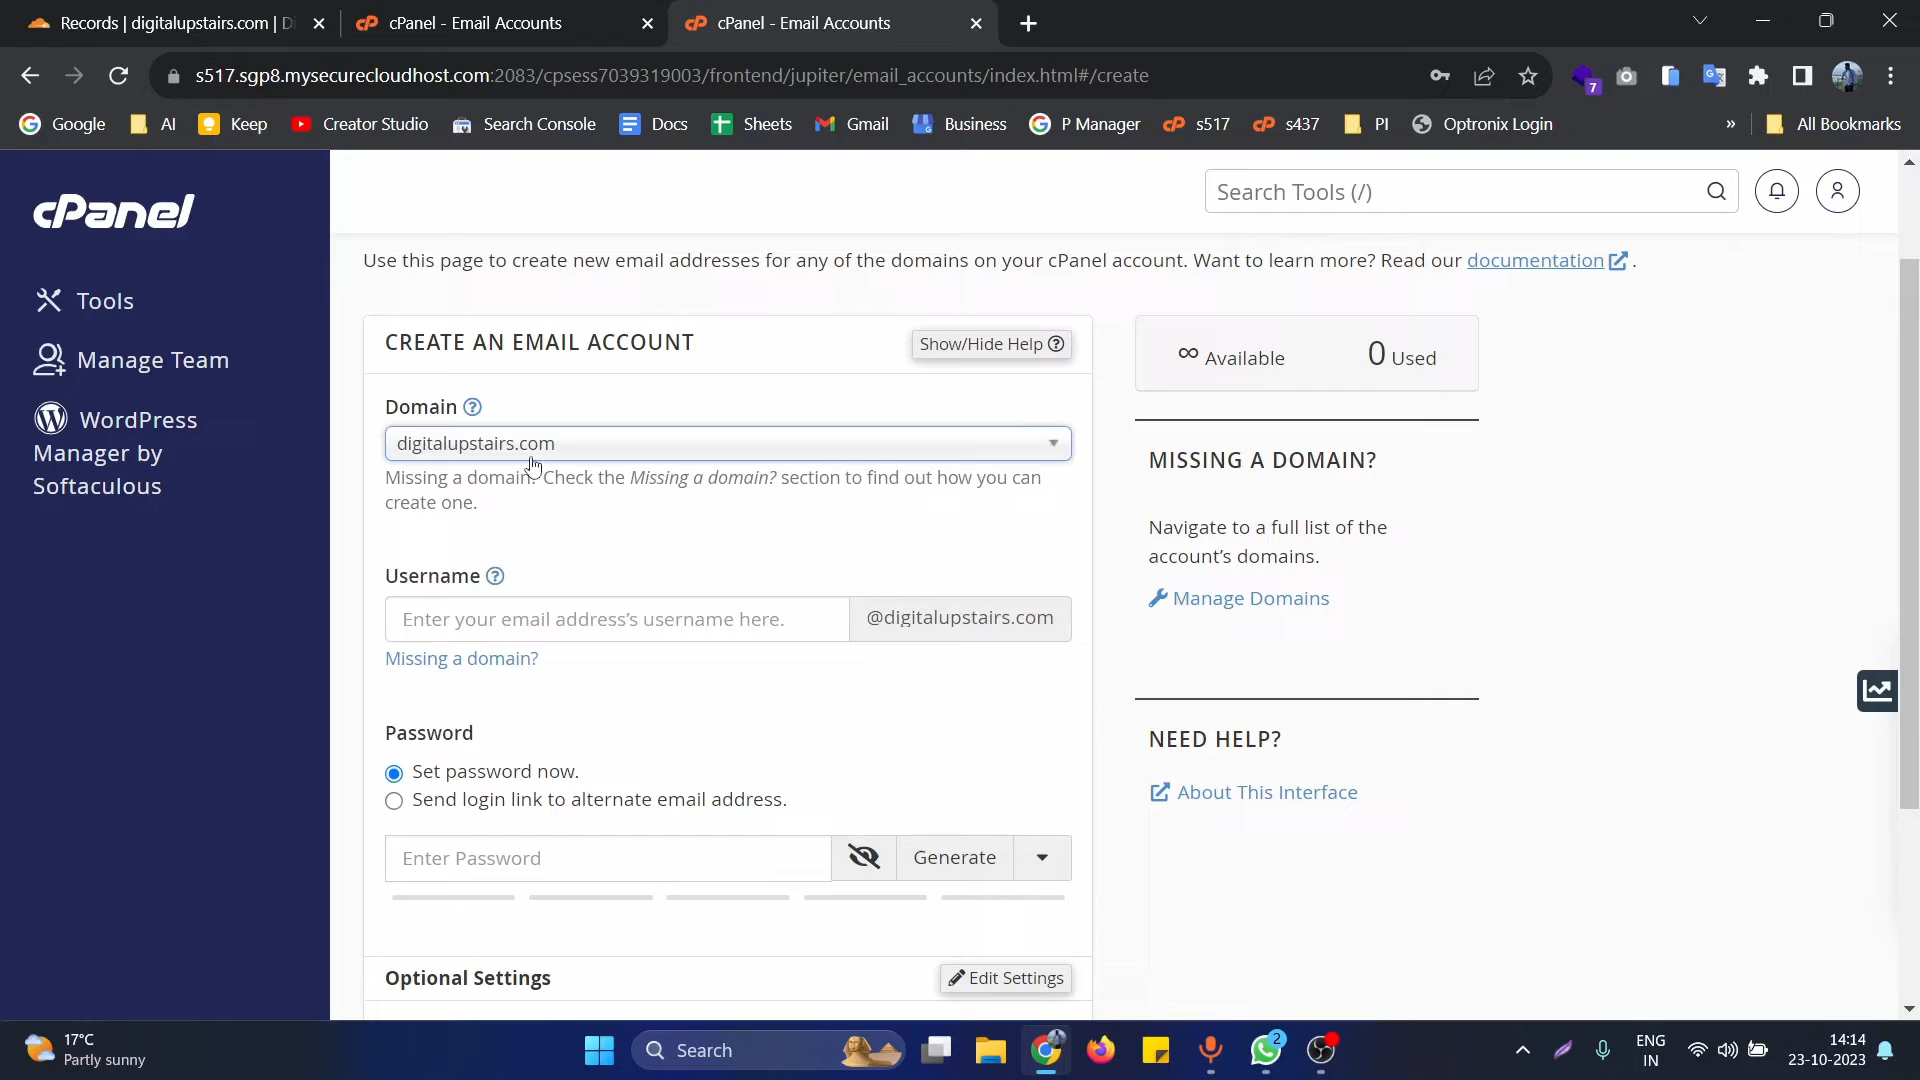 Records | digitalupstairs.com | Di
cPanel - Email Accounts
cPanel - Email Accounts
s517.sgp8.mysecurecloudhost.com:2083/cpsess7039319003/frontend/jupiter/email_accounts/index.html#/create
7
Google
AI
Keep
Creator Studio
Search Console
Docs
Sheets
Gmail
Business
P Manager
s517
s437
PI
Optronix Login
»
All Bookmarks
cPanel
Search Tools (/)
Tools
Manage Team
WordPress
Manager by
Softaculous
Use this page to create new email addresses for any of the domains on your cPanel account. Want to learn more? Read our documentation .
CREATE AN EMAIL ACCOUNT
Show/Hide Help
Domain
digitalupstairs.com
Missing a domain? Check the Missing a domain? section to find out how you can
create one.
Username
Enter your email address's username here.
@digitalupstairs.com
Missing a domain?
Password
Set password now.
Send login link to alternate email address.
Enter Password
Generate
Optional Settings
Edit Settings
∞ Available
0 Used
MISSING A DOMAIN?
Navigate to a full list of the
account's domains.
Manage Domains
NEED HELP?
About This Interface
17°C
Partly sunny
Search
2
ENG
IN
14:14
23-10-2023